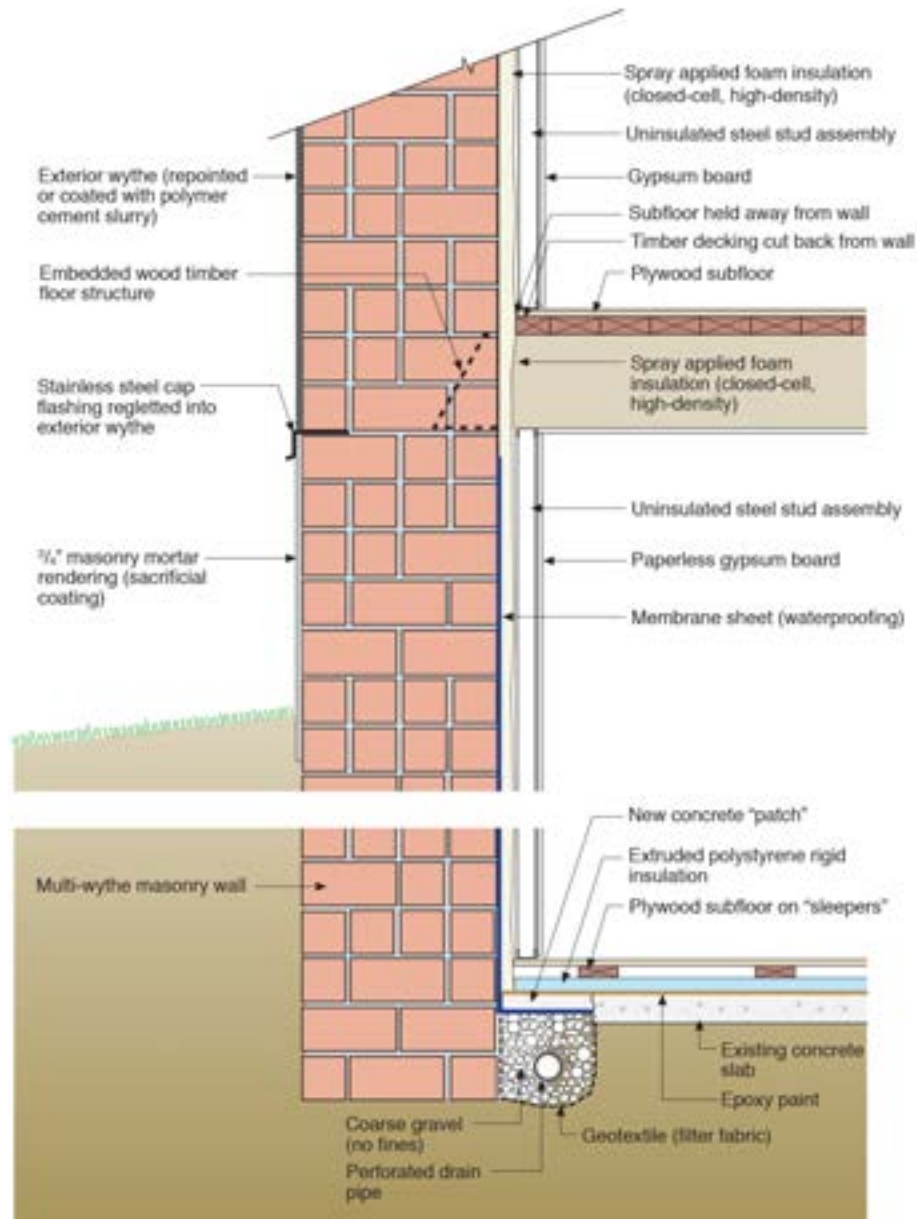 Spray applied foam insulation
(closed-cell, high-density)
Uninsulated steel stud assembly
Exterior wythe (repointed
or coated with polymer
cement slurry)
Gypsum board
Subfloor held away from wall
Timber decking cut back from wall
Embedded wood timber
floor structure
Plywood subfloor
Stainless steel cap
flashing regletted into
exterior wythe
Spray applied foam
insulation (closed-cell,
high-density)
Uninsulated steel stud assembly
¾" masonry mortar
rendering (sacrificial
coating)
Paperless gypsum board
Membrane sheet (waterproofing)
New concrete “patch”
Extruded polystyrene rigid
insulation
Multi-wythe masonry wall
Plywood subfloor on “sleepers”
Existing concrete
slab
Epoxy paint
Coarse gravel
(no fines)
Geotextile (filter fabric)
Perforated drain
pipe